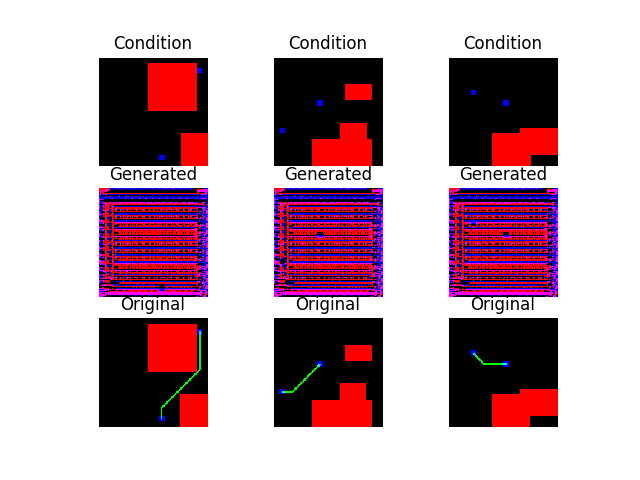 Condition Condition Condition
Generated Generated Generated
Original Original Original